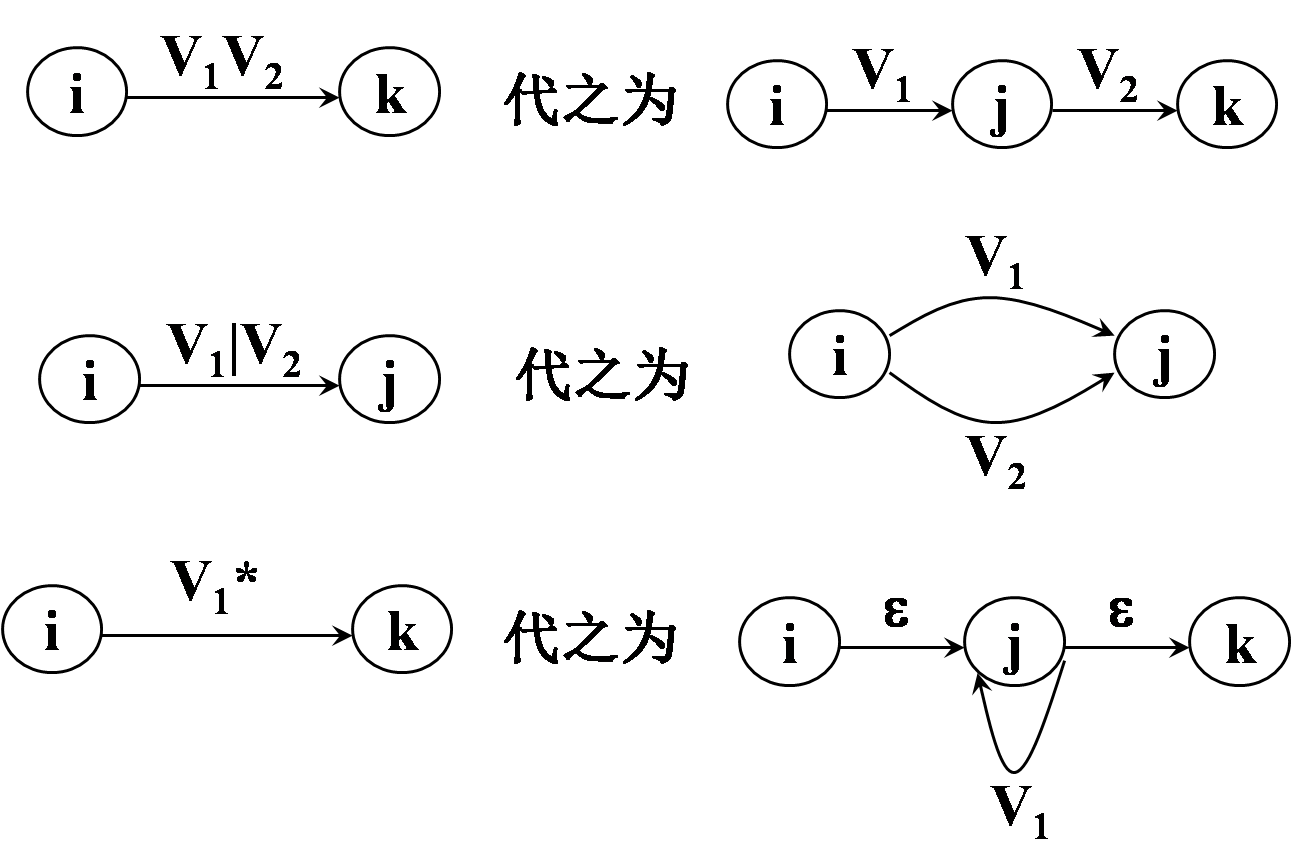 V₁V₂
i k 代之为 i V₁ j V₂ k
V₁|V₂
i j 代之为 i V₁ j
V₂
V₁*
i k 代之为 i ε j ε k
V₁